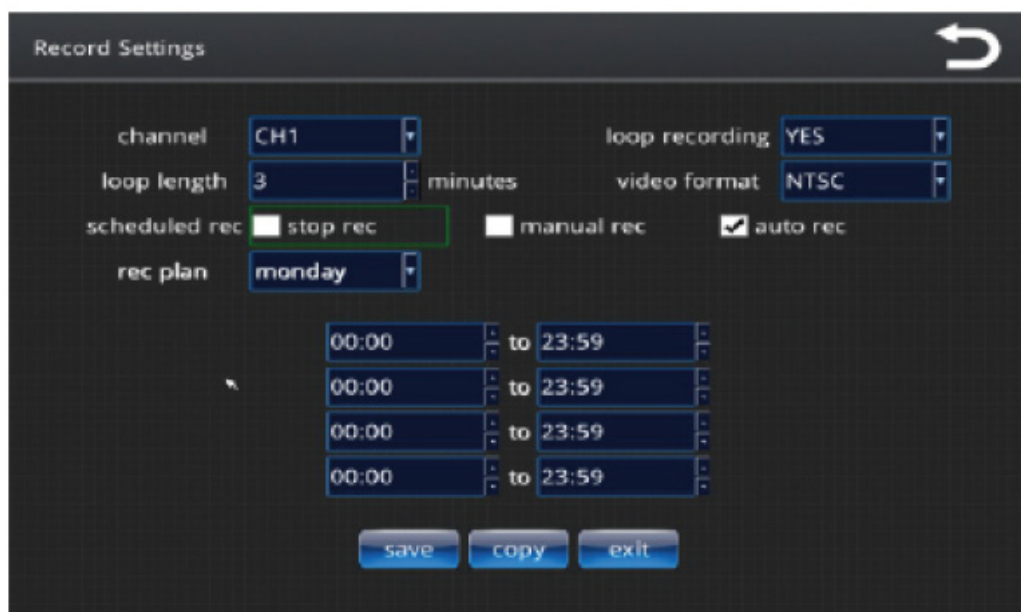 Record Settings
channel CH1 loop recording YES
loop length 3 minutes video format NTSC
scheduled rec stop rec manual rec auto rec
rec plan monday
00:00 to 23:59
00:00 to 23:59
00:00 to 23:59
00:00 to 23:59
save copy exit